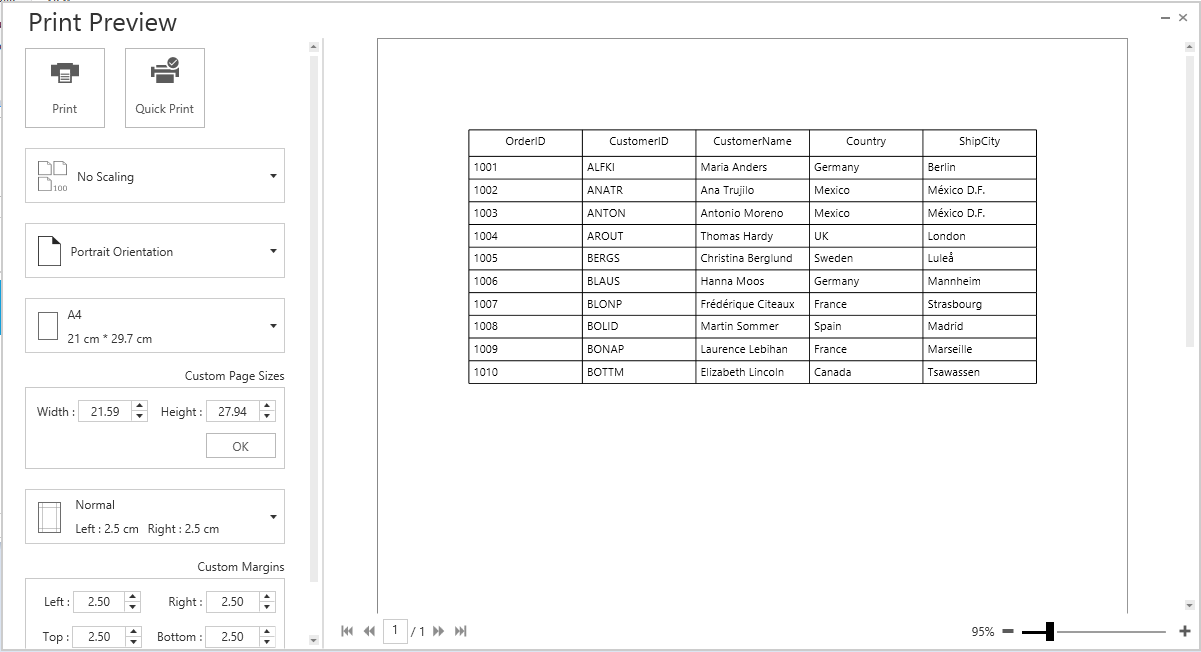 Print Preview
Print
Quick Print
100
No Scaling
Portrait Orientation
A4
21 cm * 29.7 cm
Custom Page Sizes
Width : 21.59 Height : 27.94
OK
Normal
Left : 2.5 cm Right : 2.5 cm
Custom Margins
Left : 2.50 Right : 2.50
Top : 2.50 Bottom : 2.50
OrderID CustomerID CustomerName Country ShipCity
1001 ALFKI Maria Anders Germany Berlin
1002 ANATR Ana Trujilo Mexico México D.F.
1003 ANTON Antonio Moreno Mexico México D.F.
1004 AROUT Thomas Hardy UK London
1005 BERGS Christina Berglund Sweden Luleå
1006 BLAUS Hanna Moos Germany Mannheim
1007 BLONP Frédérique Citeaux France Strasbourg
1008 BOLID Martin Sommer Spain Madrid
1009 BONAP Laurence Lebihan France Marseille
1010 BOTTM Elizabeth Lincoln Canada Tsawassen
1 / 1
95%